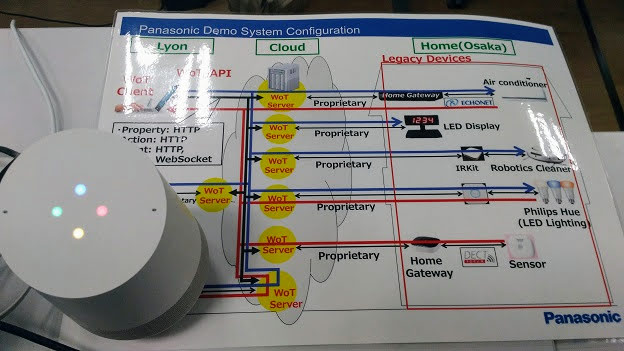 Panasonic Demo System Configuration
Lyon
Cloud
Home(Osaka)
Legacy Devices
WoT API
WoT
Client
WoT
Server
Proprietary
Home Gateway
ECHONET
Air conditioner
·Property: HTTP
Action: HTTP
HTTP,
WebSocket
WoT
Server
Proprietary
1234
LED Display
WoT
Server
Proprietary
IRKit
Robotics Cleaner
WoT
Server
WoT
Server
Proprietary
Philips Hue
(LED Lighting)
WoT
Server
Proprietary
Home
Gateway
DECT
Sensor
WoT
Server
Panasonic